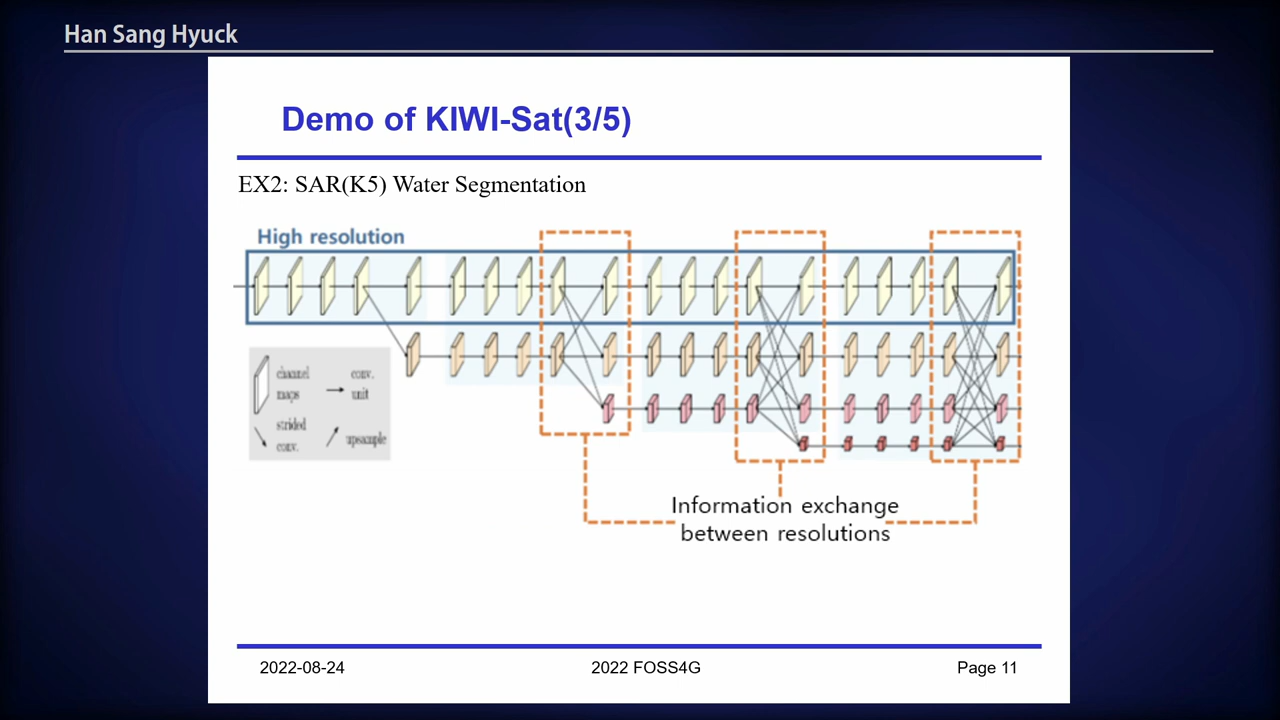 Han Sang Hyuck
Demo of KIWI-Sat(3/5)
EX2: SAR(K5) Water Segmentation
High resolution
channel
maps
conv.
unit
strided
conv.
upsample
Information exchange
between resolutions
2022-08-24
2022 FOSS4G
Page 11